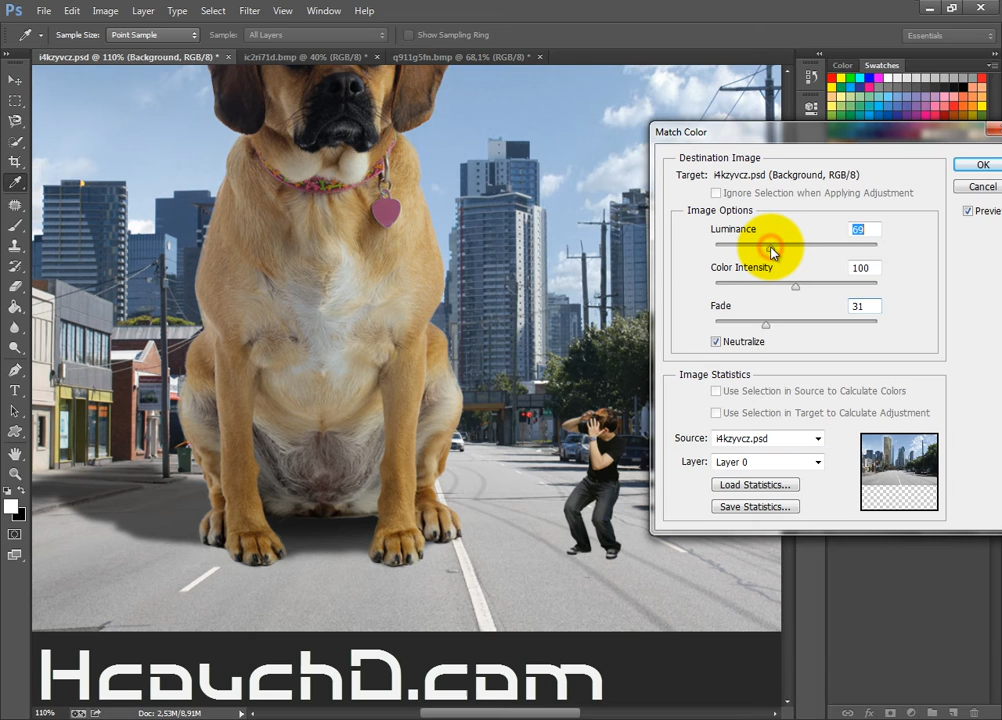 Ps File Edit Image Layer Type Select Filter View Window Help
Sample Size: Point Sample Sample: All Layers Show Sampling Ring Essentials
i4kzyvcz.psd @ 110% (Background, RGB/8) * × ic2ri71d.bmp @ 40% (RGB/8) * × q911g5fn.bmp @ 68,1% (RGB/8) * ×
Color Swatches
Match Color
Destination Image
Target: i4kzyvcz.psd (Background, RGB/8)
Ignore Selection when Applying Adjustment
Image Options
Luminance 69
Color Intensity 100
Fade 31
Neutralize
OK
Cancel
Preview
Image Statistics
Use Selection in Source to Calculate Colors
Use Selection in Target to Calculate Adjustment
Source: i4kzyvcz.psd
Layer: Layer 0
Load Statistics...
Save Statistics...
HcouchD.com
110% Doc: 2,53M/8,91M